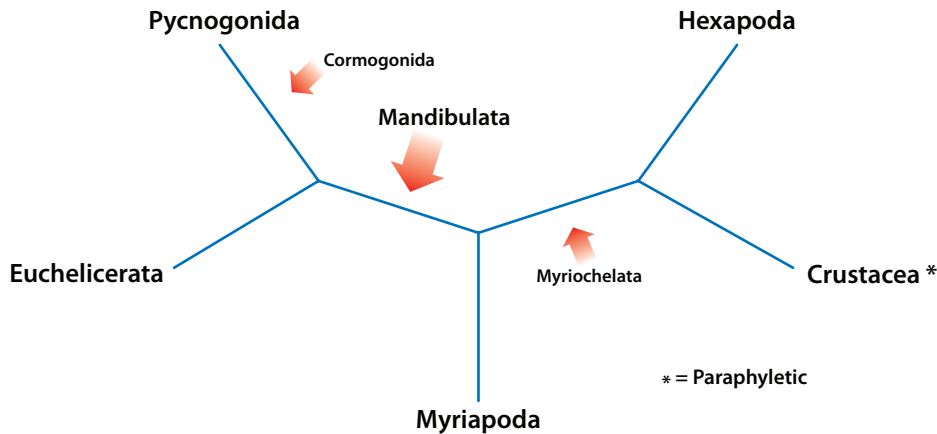 Pycnogonida
Hexapoda
Cormogonida
Mandibulata
Euchelicerata
Myriochelata
Crustacea *
* = Paraphyletic
Myriapoda